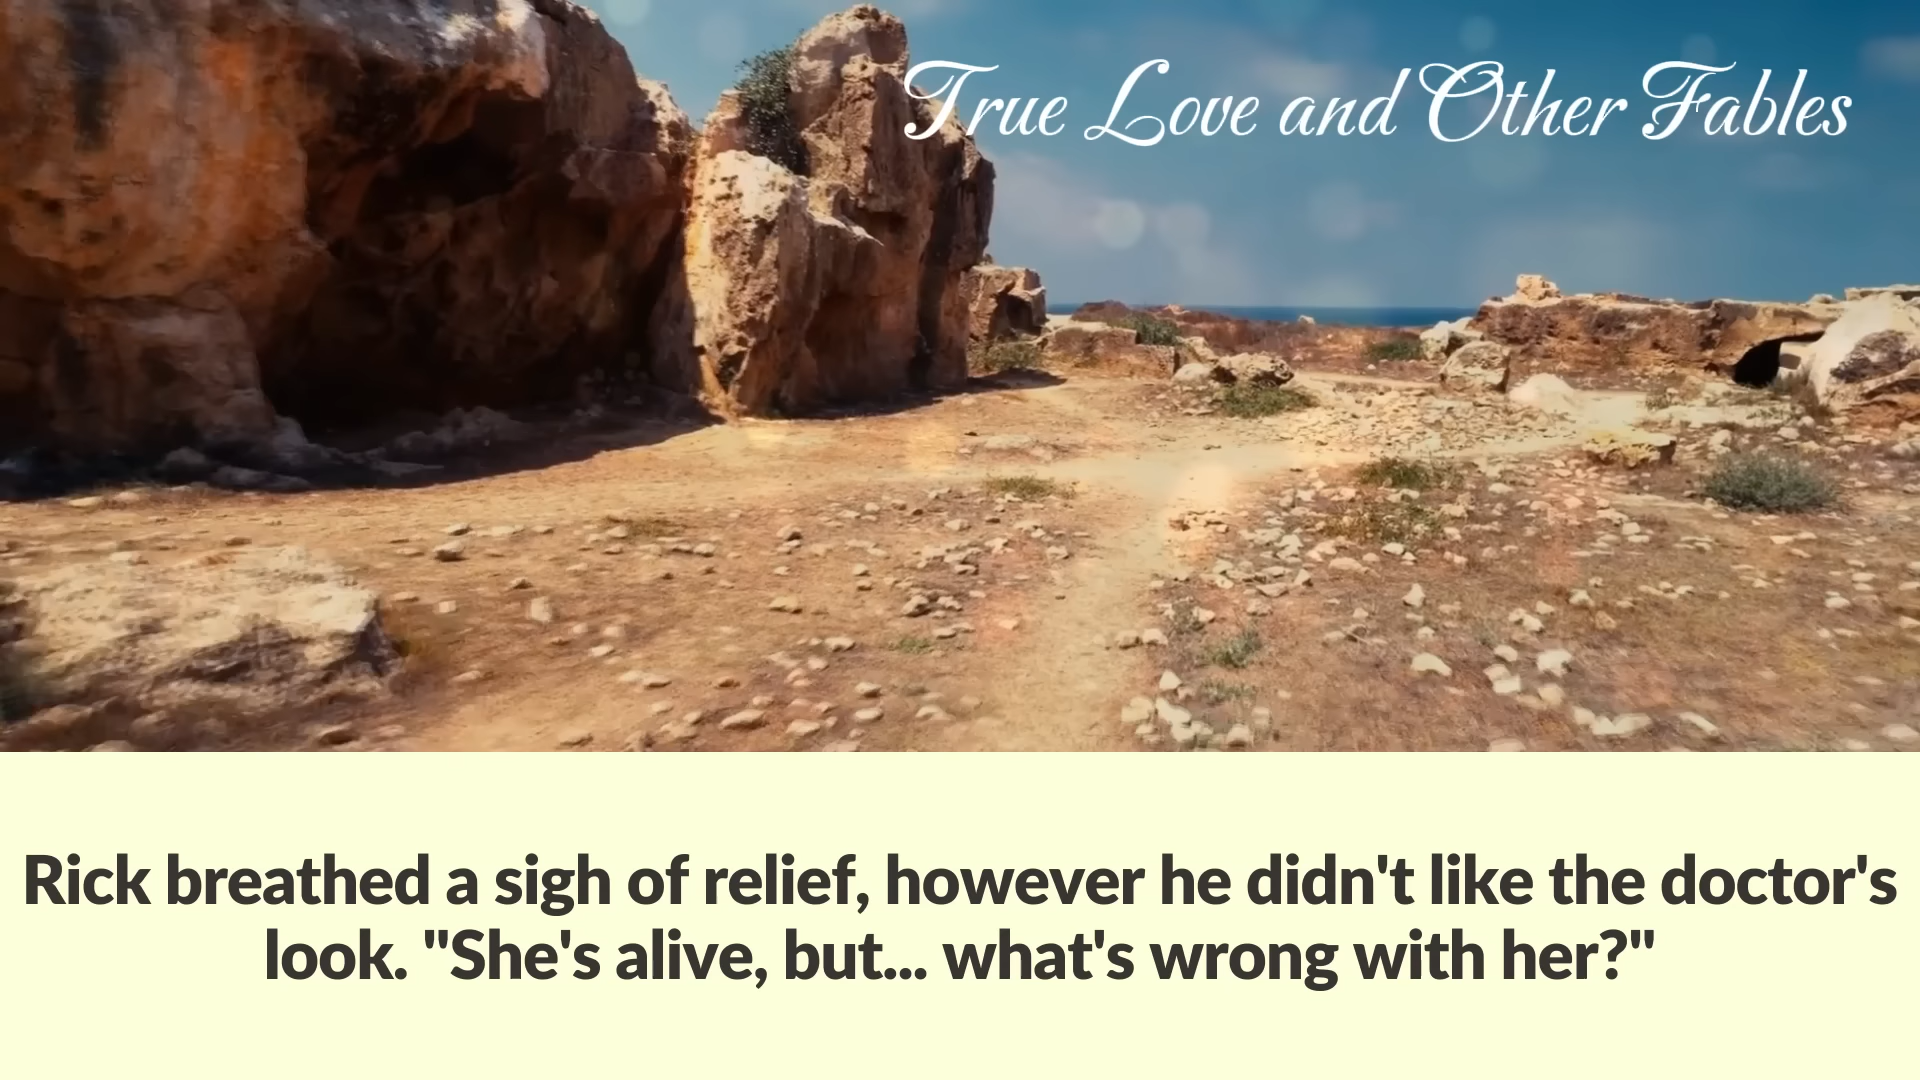 True Love and Other Fables
Rick breathed a sigh of relief, however he didn't like the doctor's
look. "She's alive, but... what's wrong with her?"